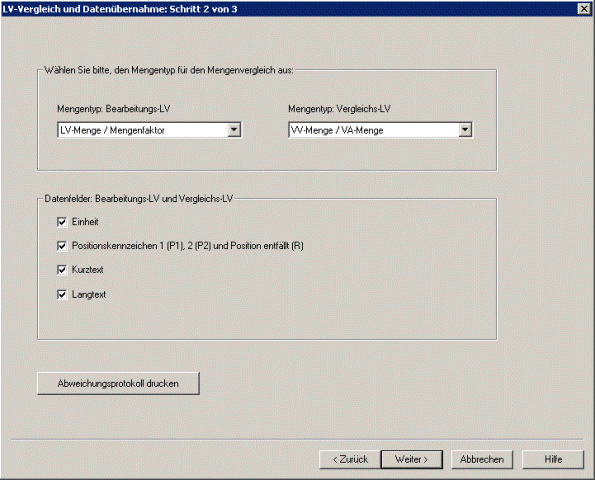 LV-Vergleich und Datenübernahme: Schritt 2 von 3
Wählen Sie bitte, den Mengentyp für den Mengenvergleich aus:
Mengentyp: Bearbeitungs-LV Mengentyp: Vergleichs-LV
LV-Menge / Mengenfaktor VV-Menge / VA-Menge
Datenfelder: Bearbeitungs-LV und Vergleichs-LV
Einheit
Positionskennzeichen 1 (P1), 2 (P2) und Position entfällt (R)
Kurztext
Langtext
Abweichungsprotokoll drucken
< Zurück Weiter > Abbrechen Hilfe